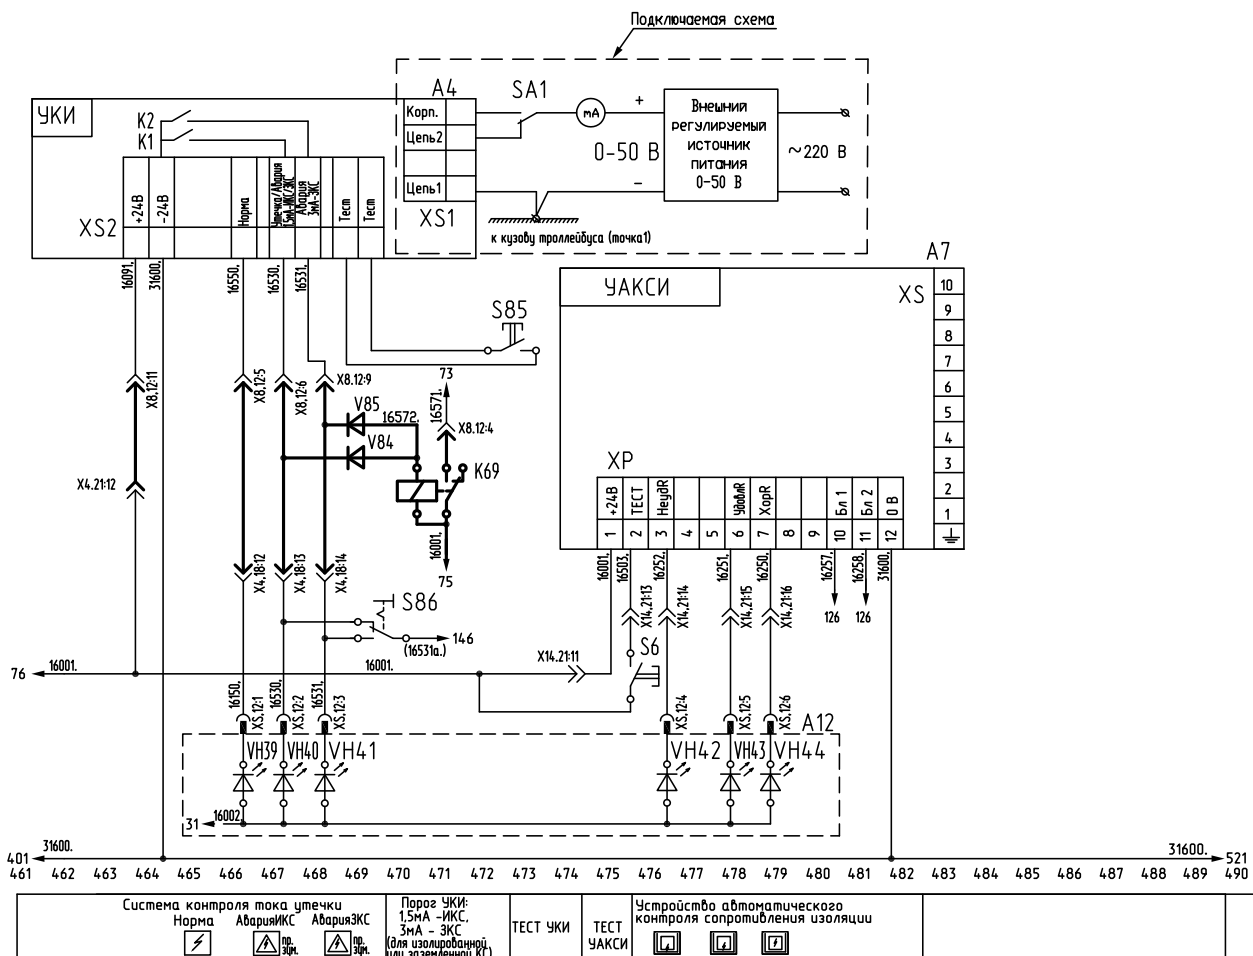 Подключаемая схема
УКИ
A4
SA1
Корп.
Цепь2
Цепь1
XS1
mA
+
−
0-50 В
Внешний
регулируемый
источник
питания
0-50 В
~220 В
к кузову троллейбуса (точка1)
K2
K1
XS2
+24В
-24В
Норма
Утечка/Авария
1,5мА-ИКС/ЗКС
Авария
3мА-ЗКС
Тест
Тест
16091.
31600.
16550.
16530.
16531.
S85
X8.12:11
X8.12:5
X8.12:6
X8.12:9
73
16571.
X8.12:4
V85
16572.
V84
K69
X4.21:12
16001.
75
X4.18:12
X4.18:13
X4.18:14
S86
146
(16531а.)
76
16001.
16001.
X14.21:11
A7
УАКСИ
XS
10
9
8
7
6
5
4
3
2
1
XP
+24В
ТЕСТ
НеудR
УдовлR
ХорR
Бл 1
Бл 2
0 В
1
2
3
4
5
6
7
8
9
10
11
12
16001.
16503.
16252.
16251.
16250.
16257.
16258.
31600.
X14.21:13
X14.21:14
X14.21:15
X14.21:16
126
126
S6
16150.
16530.
16531.
XS.12:1
XS.12:2
XS.12:3
XS.12:4
XS.12:5
XS.12:6
A12
VH39
VH40
VH41
VH42
VH43
VH44
31
16002.
401
31600.
31600.
521
461 462 463 464 465 466 467 468 469 470 471 472 473 474 475 476 477 478 479 480 481 482 483 484 485 486 487 488 489 490
Система контроля тока утечки
Норма
АварияИКС
АварияЗКС
пр.
зум.
пр.
зум.
Порог УКИ:
1,5мА -ИКС,
3мА - ЗКС
(для изолированной
или заземленной КС)
ТЕСТ УКИ
ТЕСТ
УАКСИ
Устройство автоматического
контроля сопротивления изоляции